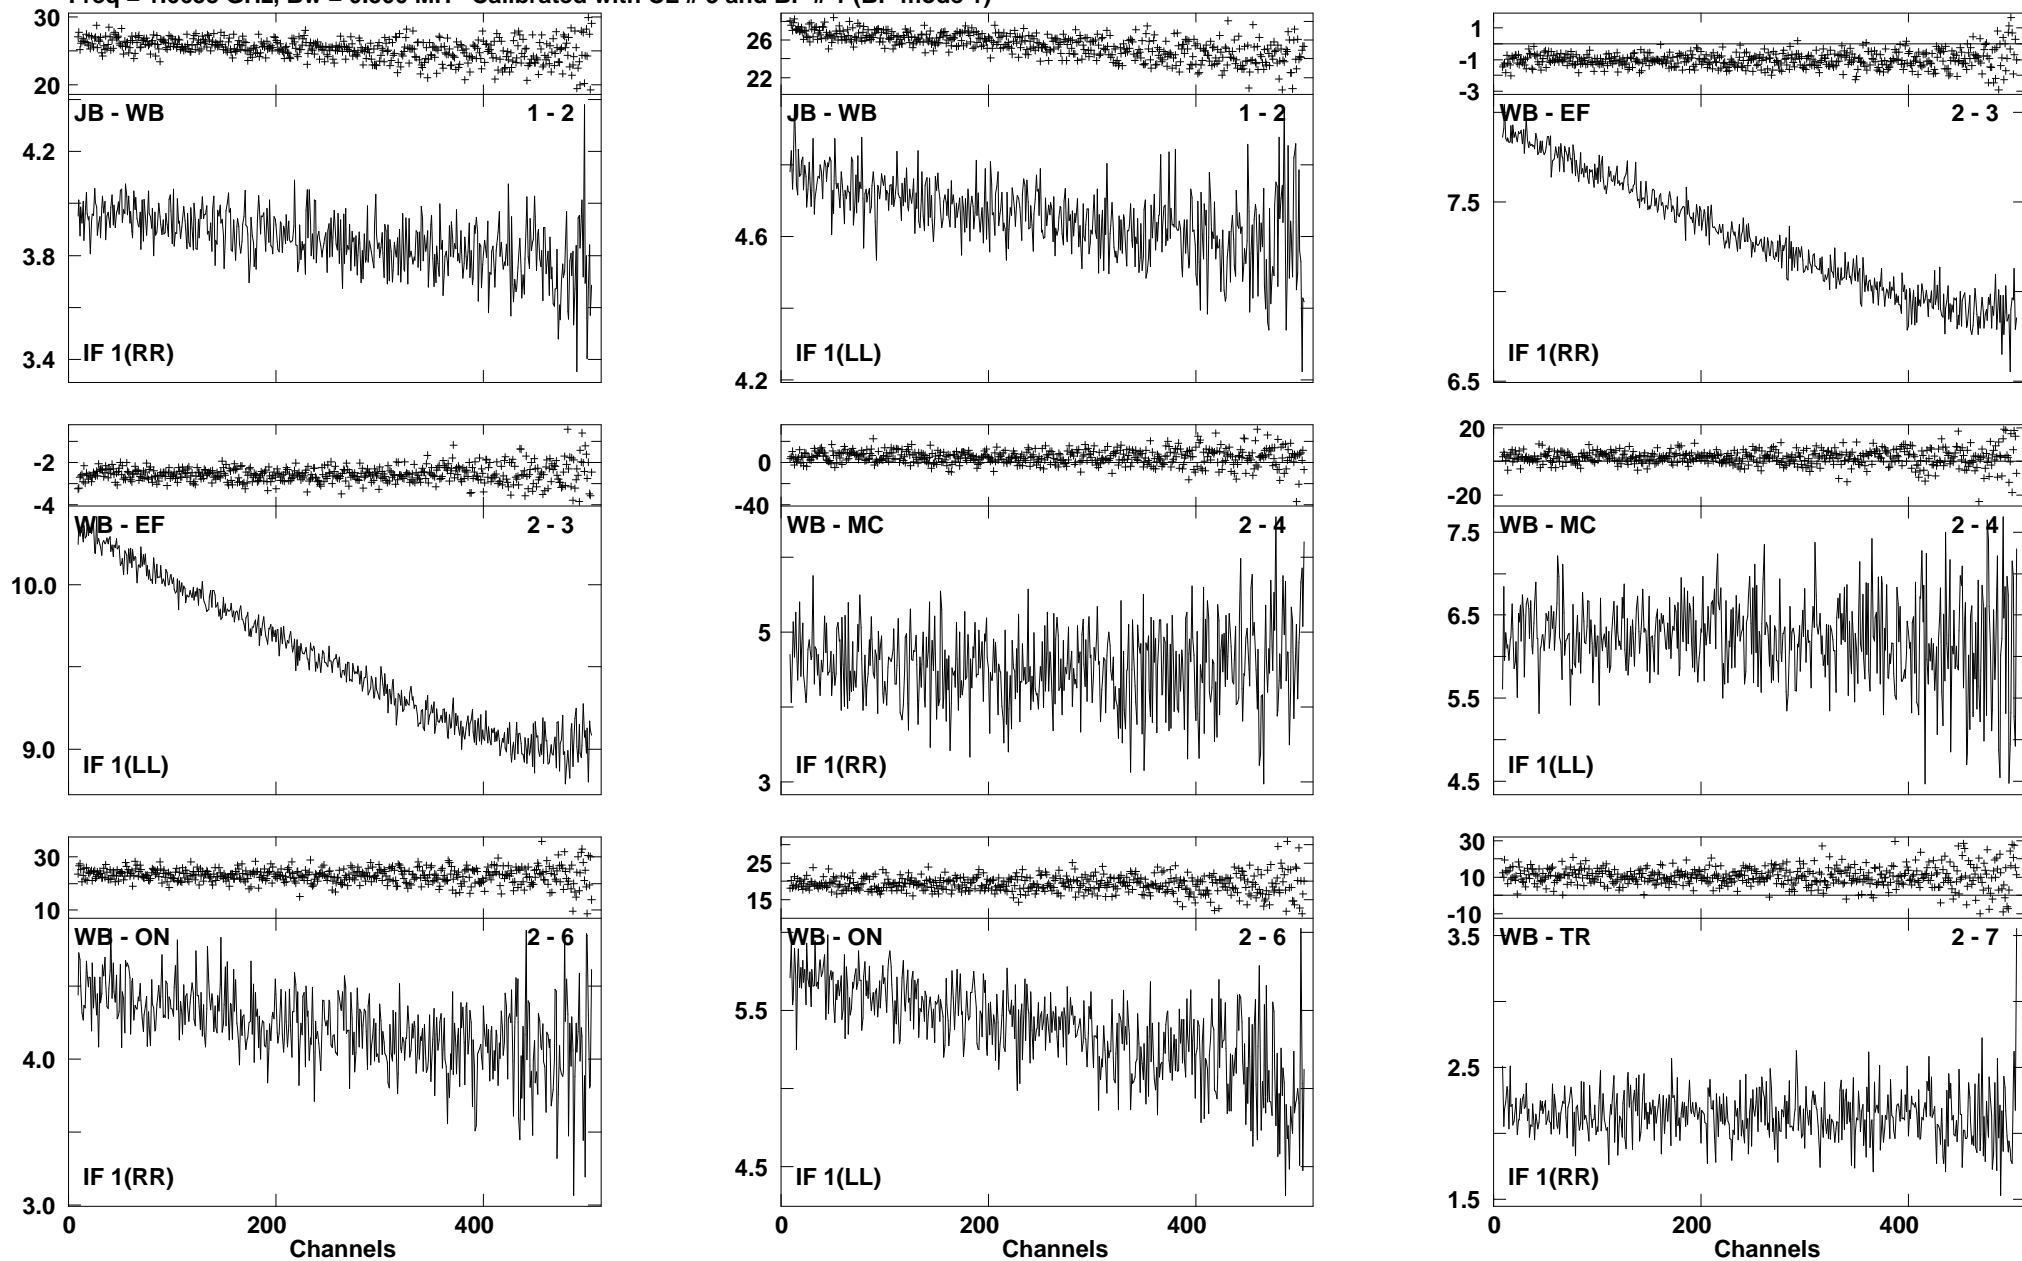 30
20
JB - WB 1 - 2
4.2
3.8
3.4
IF 1(RR)
26
22
JB - WB 1 - 2
4.6
4.2
IF 1(LL)
1
-1
-3
WB - EF 2 - 3
7.5
6.5
IF 1(RR)
-2
-4
WB - EF 2 - 3
10.0
9.0
IF 1(LL)
0
-40
WB - MC 2 - 4
5
3
IF 1(RR)
20
-20
WB - MC 2 - 4
7.5
6.5
5.5
4.5
IF 1(LL)
30
10
WB - ON 2 - 6
4.0
3.0
IF 1(RR)
0 200 400
Channels
25
15
WB - ON 2 - 6
5.5
4.5
IF 1(LL)
0 200 400
Channels
30
10
-10
WB - TR 2 - 7
3.5
2.5
1.5
IF 1(RR)
0 200 400
Channels